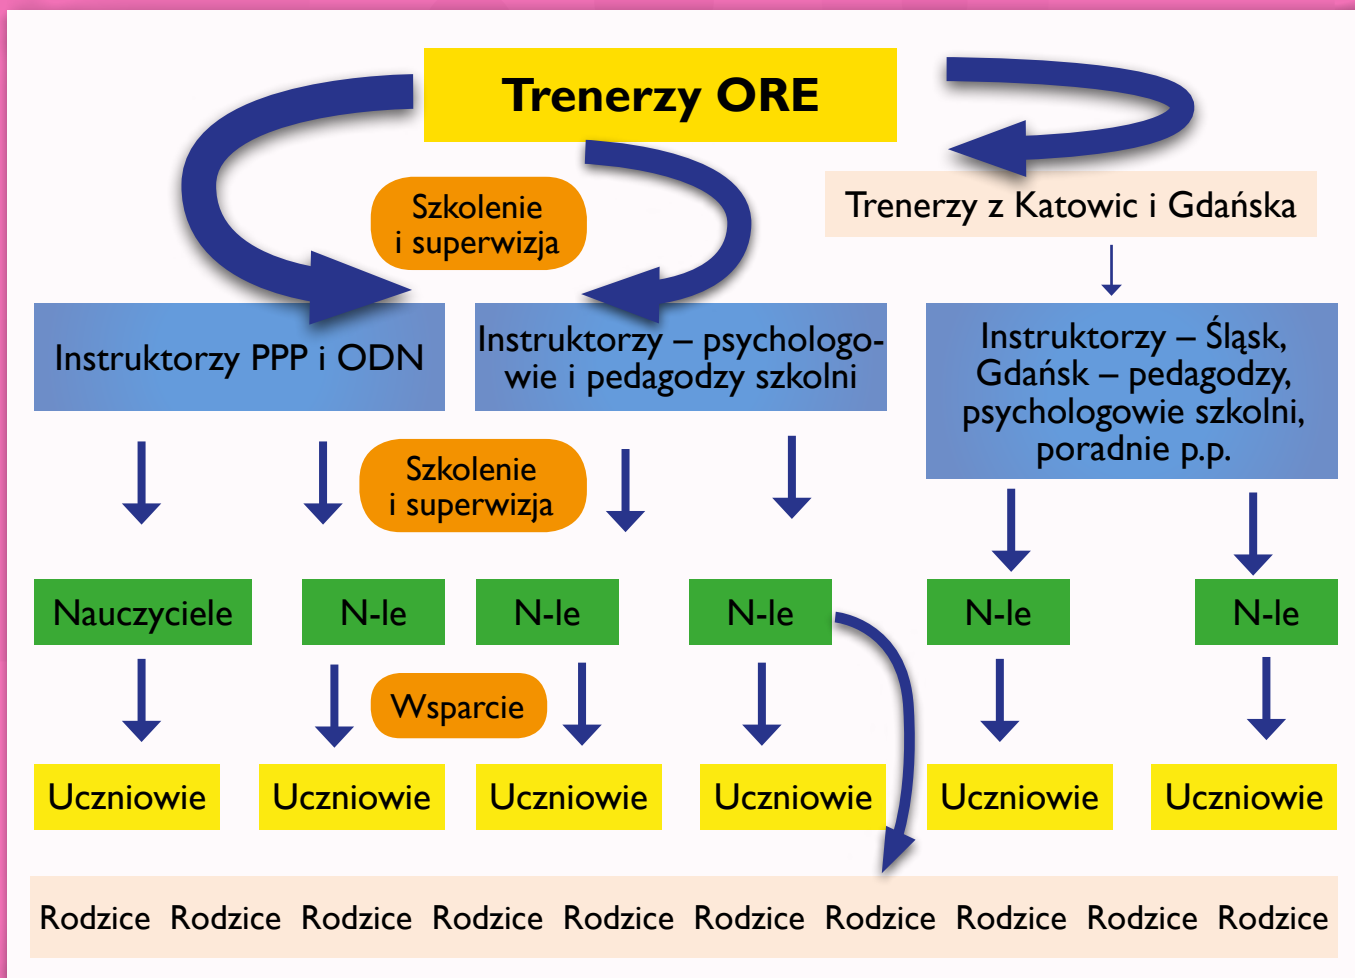 Trenerzy ORE
Szkolenie
i superwizja
Trenerzy z Katowic i Gdańska
Instruktorzy PPP i ODN
Instruktorzy – psychologo-
wie i pedagodzy szkolni
Instruktorzy – Śląsk,
Gdańsk – pedagodzy,
psychologowie szkolni,
poradnie p.p.
Szkolenie
i superwizja
Nauczyciele N-le N-le N-le N-le N-le
Wsparcie
Uczniowie Uczniowie Uczniowie Uczniowie Uczniowie Uczniowie
Rodzice Rodzice Rodzice Rodzice Rodzice Rodzice Rodzice Rodzice Rodzice Rodzice